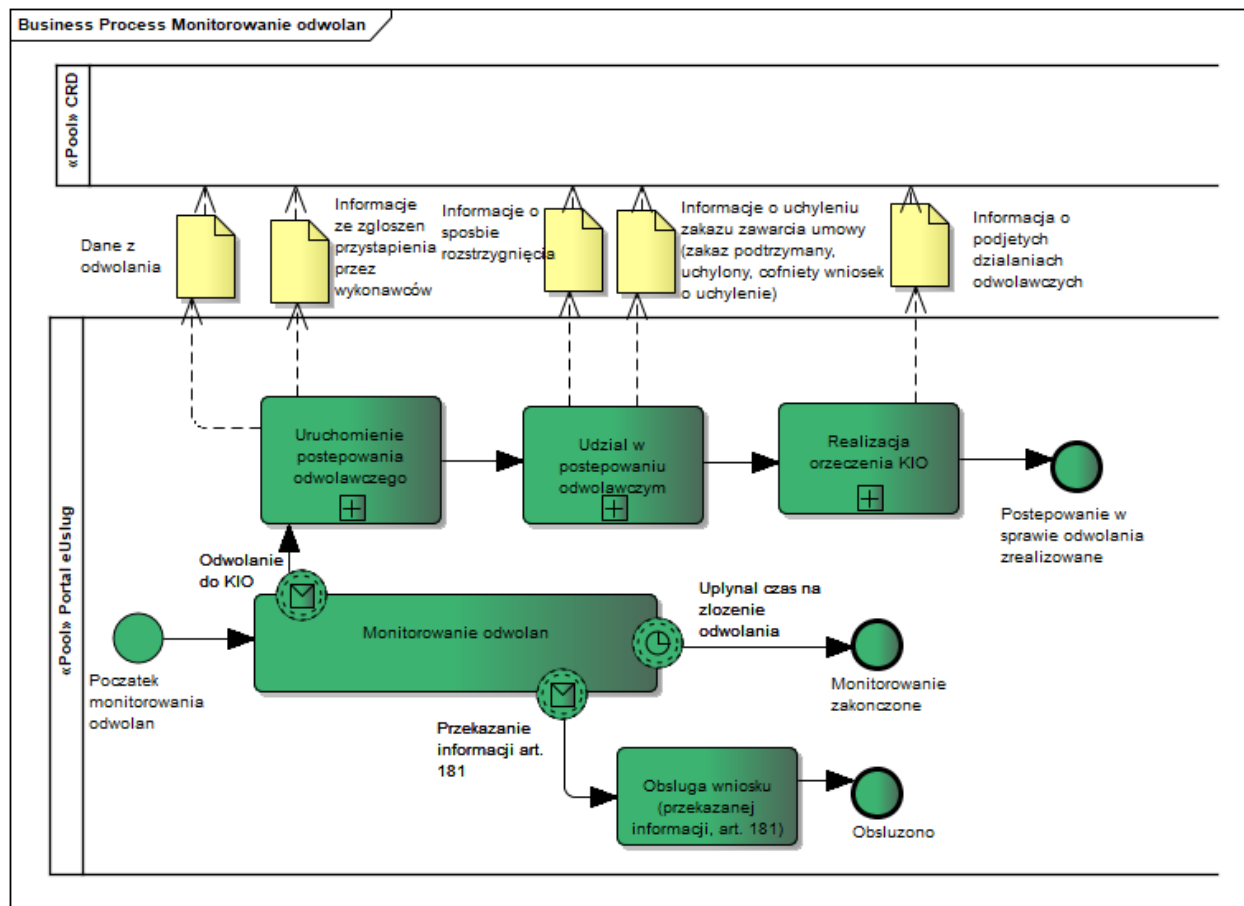 Business Process Monitorowanie odwolan
«Pool» CRD
Dane z
odwolania
Informacje
ze zgloszen
przystapienia
przez
wykonawców
Informacje o
sposbie
rozstrzygnięcia
Informacje o uchyleniu
zakazu zawarcia umowy
(zakaz podtrzymany,
uchylony, cofniety wniosek
o uchylenie)
Informacja o
podjetych
dzialaniach
odwolawczych
«Pool» Portal eUslug
Uruchomienie
postepowania
odwolawczego
Udzial w
postepowaniu
odwolawczym
Realizacja
orzeczenia KIO
Postepowanie w
sprawie odwolania
zrealizowane
Odwolanie
do KIO
Monitorowanie odwolan
Uplynal czas na
zlozenie
odwolania
Poczatek
monitorowania
odwolan
Monitorowanie
zakonczone
Przekazanie
informacji art.
181
Obsluga wniosku
(przekazanej
informacji, art. 181)
Obsluzono